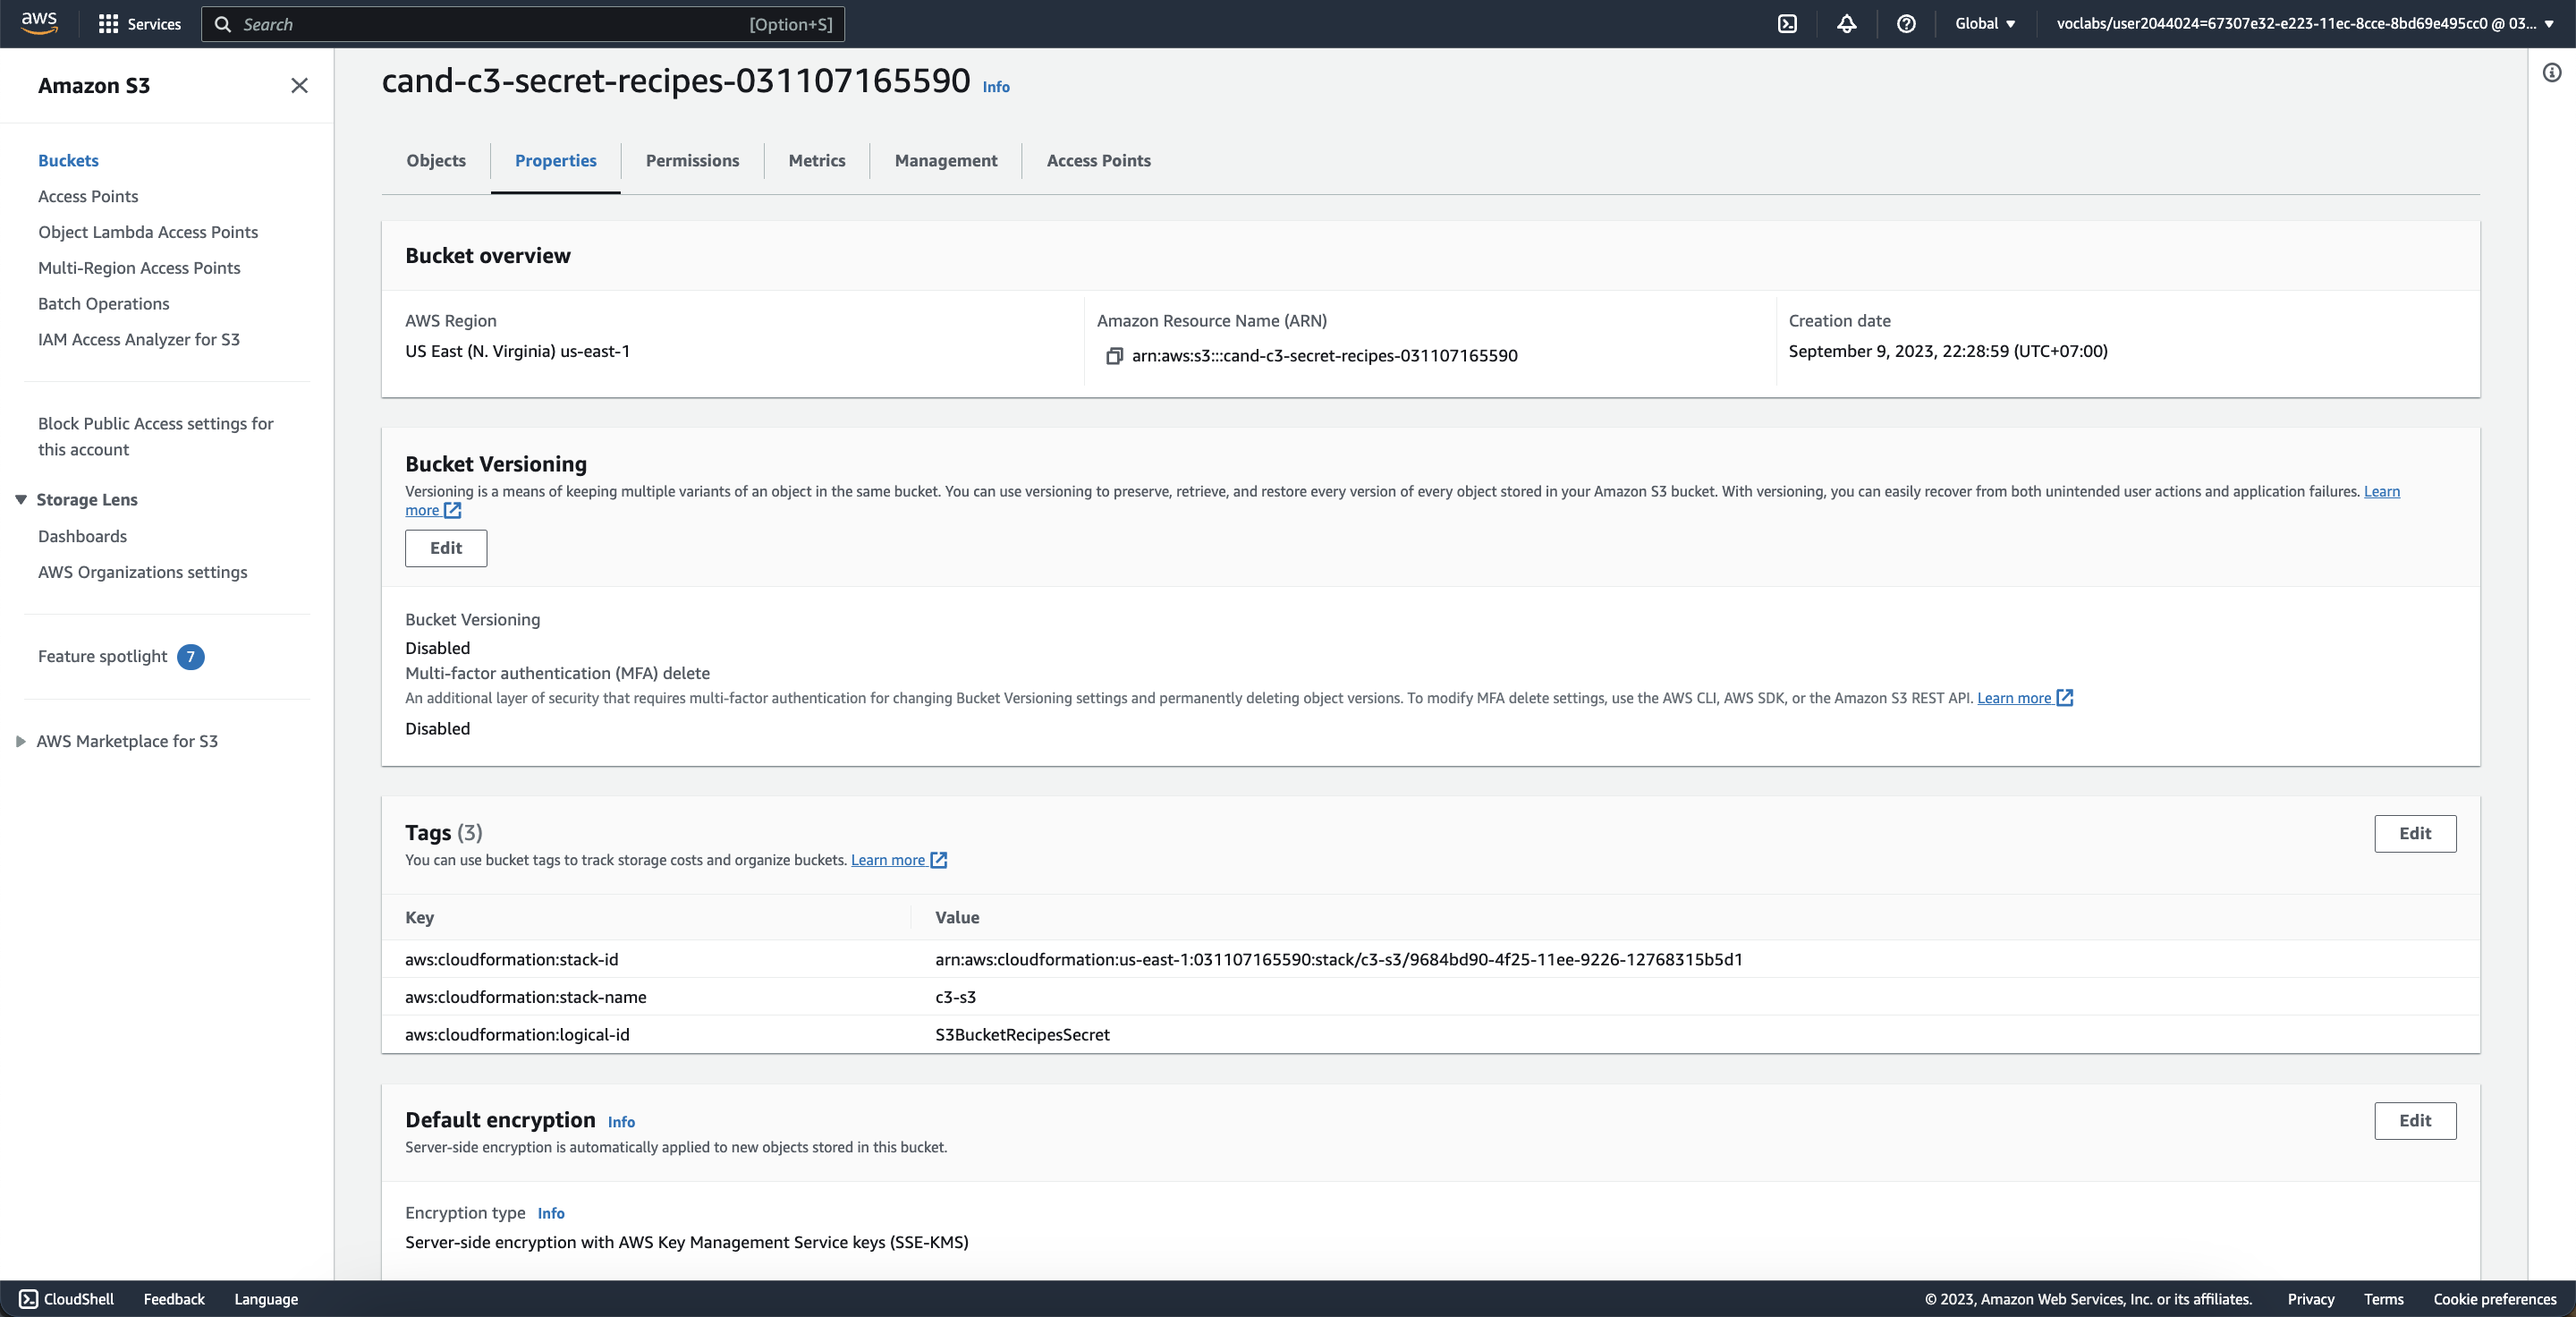 aws
Services
Search
[Option+S]
Global
voclabs/user2044024=67307e32-e223-11ec-8cce-8bd69e495cc0 @ 03...
Amazon S3
Buckets
Access Points
Object Lambda Access Points
Multi-Region Access Points
Batch Operations
IAM Access Analyzer for S3
Block Public Access settings for
this account
Storage Lens
Dashboards
AWS Organizations settings
Feature spotlight 7
AWS Marketplace for S3
cand-c3-secret-recipes-031107165590 Info
Objects
Properties
Permissions
Metrics
Management
Access Points
Bucket overview
AWS Region
US East (N. Virginia) us-east-1
Amazon Resource Name (ARN)
arn:aws:s3:::cand-c3-secret-recipes-031107165590
Creation date
September 9, 2023, 22:28:59 (UTC+07:00)
Bucket Versioning
Versioning is a means of keeping multiple variants of an object in the same bucket. You can use versioning to preserve, retrieve, and restore every version of every object stored in your Amazon S3 bucket. With versioning, you can easily recover from both unintended user actions and application failures. Learn
more
Edit
Bucket Versioning
Disabled
Multi-factor authentication (MFA) delete
An additional layer of security that requires multi-factor authentication for changing Bucket Versioning settings and permanently deleting object versions. To modify MFA delete settings, use the AWS CLI, AWS SDK, or the Amazon S3 REST API. Learn more
Disabled
Tags (3)
You can use bucket tags to track storage costs and organize buckets. Learn more
Edit
Key Value
aws:cloudformation:stack-id arn:aws:cloudformation:us-east-1:031107165590:stack/c3-s3/9684bd90-4f25-11ee-9226-12768315b5d1
aws:cloudformation:stack-name c3-s3
aws:cloudformation:logical-id S3BucketRecipesSecret
Default encryption Info
Server-side encryption is automatically applied to new objects stored in this bucket.
Edit
Encryption type Info
Server-side encryption with AWS Key Management Service keys (SSE-KMS)
CloudShell
Feedback
Language
© 2023, Amazon Web Services, Inc. or its affiliates.
Privacy
Terms
Cookie preferences